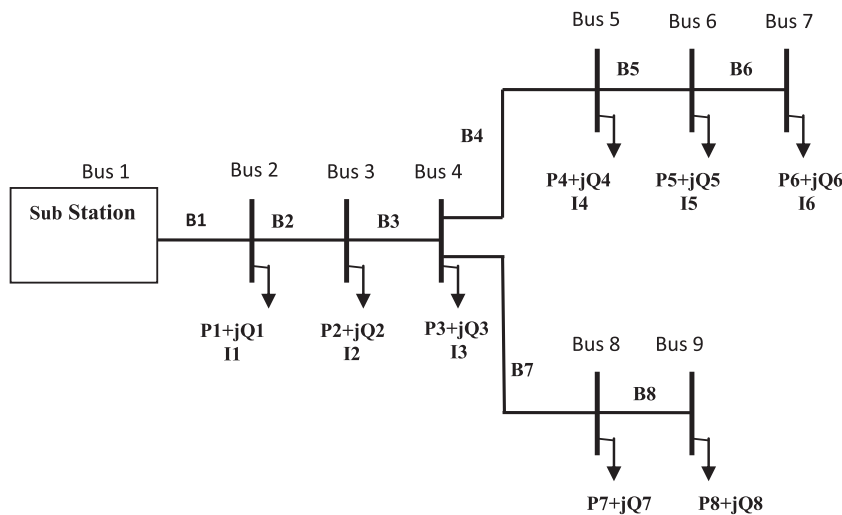 Bus 5
Bus 6
Bus 7
B5
B6
B4
P4+jQ4
I4
P5+jQ5
I5
P6+jQ6
I6
Bus 1
Bus 2
Bus 3
Bus 4
Sub Station
B1
B2
B3
P1+jQ1
I1
P2+jQ2
I2
P3+jQ3
I3
Bus 8
Bus 9
B7
B8
P7+jQ7
P8+jQ8